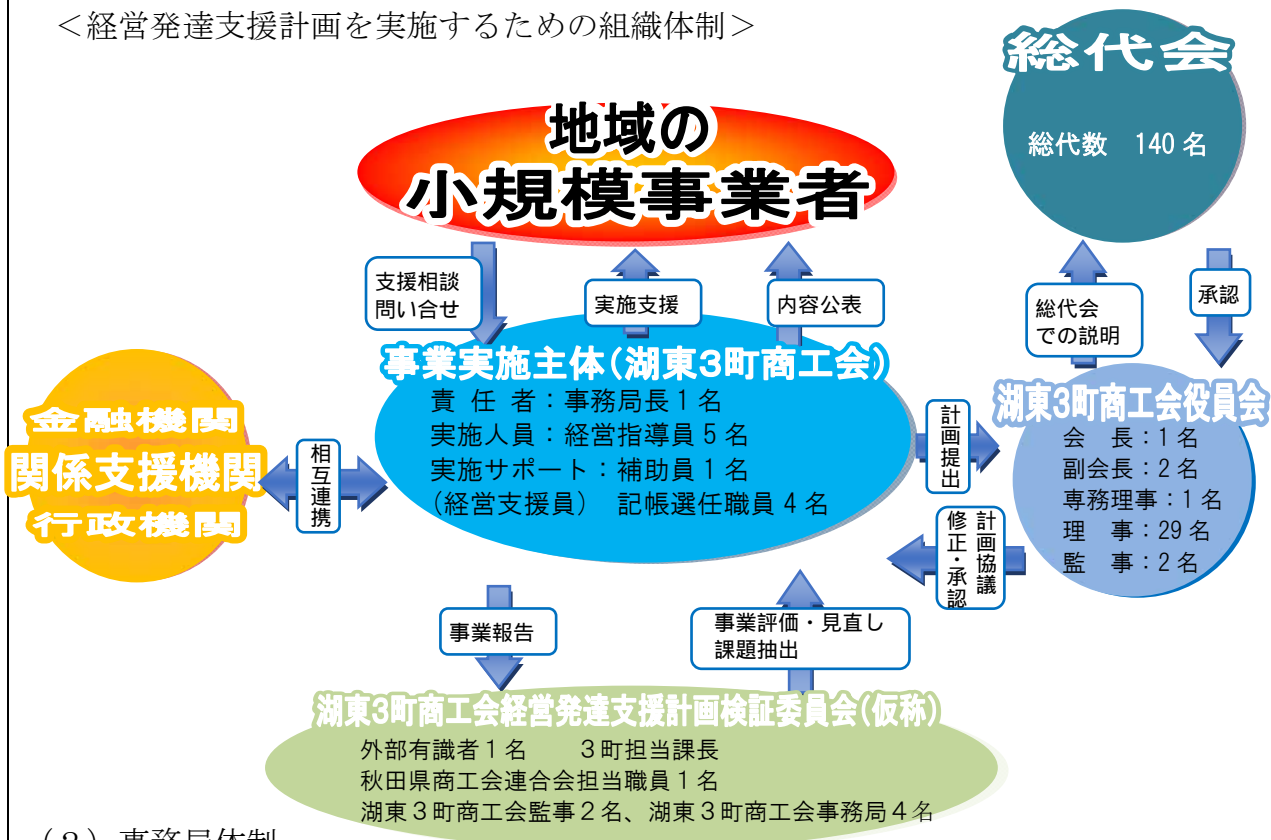 ＜経営発達支援計画を実施するための組織体制＞
総代会
総代数　140 名
地域の
小規模事業者
支援相談
問い合せ
実施支援
内容公表
総代会
での説明
承認
事業実施主体(湖東３町商工会)
責 任 者：事務局長１名
実施人員：経営指導員５名
実施サポート：補助員１名
(経営支援員)　記帳選任職員４名
金融機関
関係支援機関
行政機関
相互連携
計画提出
計画協議
修正・承認
湖東3町商工会役員会
会　長：1名
副会長：2名
専務理事：1名
理　事：29名
監　事：2名
事業報告
事業評価・見直し
課題抽出
湖東3町商工会経営発達支援計画検証委員会(仮称)
外部有識者１名　　３町担当課長
秋田県商工会連合会担当職員１名
湖東３町商工会監事２名、湖東３町商工会事務局４名